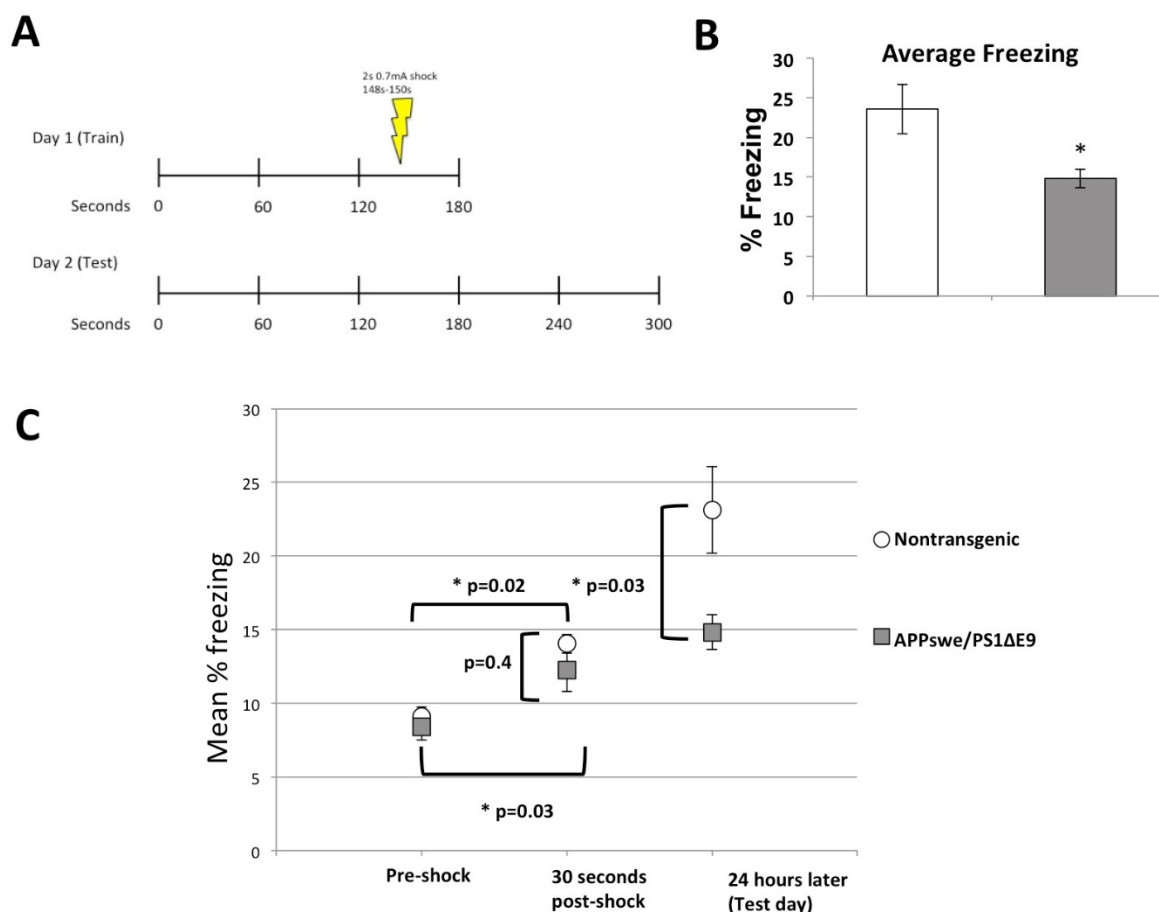 A
2s 0.7mA shock
148s-150s
Day 1 (Train)
Seconds 0 60 120 180
Day 2 (Test)
Seconds 0 60 120 180 240 300
B
Average Freezing
% Freezing
30
25
20
15
10
5
0
*
C
Mean % freezing
30
25
20
15
10
5
0
* p=0.02
* p=0.03
p=0.4
* p=0.03
Nontransgenic
APPswe/PS1ΔE9
Pre-shock
30 seconds
post-shock
24 hours later
(Test day)